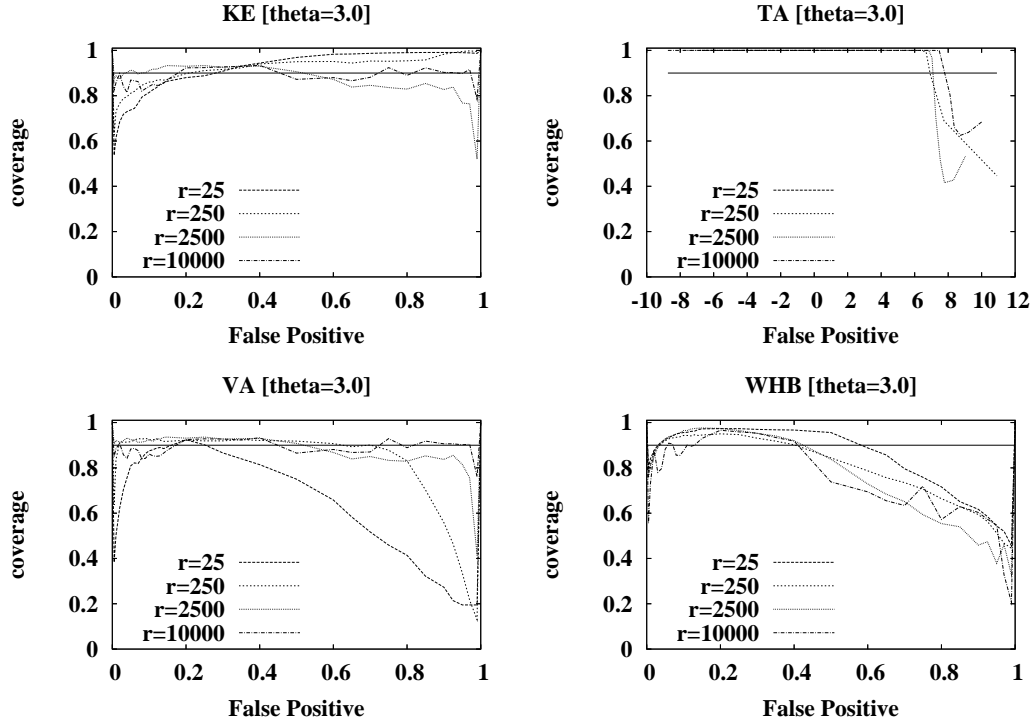 KE [theta=3.0]
1
0.8
0.6
0.4
0.2
0
coverage
r=25
r=250
r=2500
r=10000
0 0.2 0.4 0.6 0.8 1
False Positive
TA [theta=3.0]
1
0.8
0.6
0.4
0.2
0
coverage
r=25
r=250
r=2500
r=10000
-10 -8 -6 -4 -2 0 2 4 6 8 10 12
False Positive
VA [theta=3.0]
1
0.8
0.6
0.4
0.2
0
coverage
r=25
r=250
r=2500
r=10000
0 0.2 0.4 0.6 0.8 1
False Positive
WHB [theta=3.0]
1
0.8
0.6
0.4
0.2
0
coverage
r=25
r=250
r=2500
r=10000
0 0.2 0.4 0.6 0.8 1
False Positive